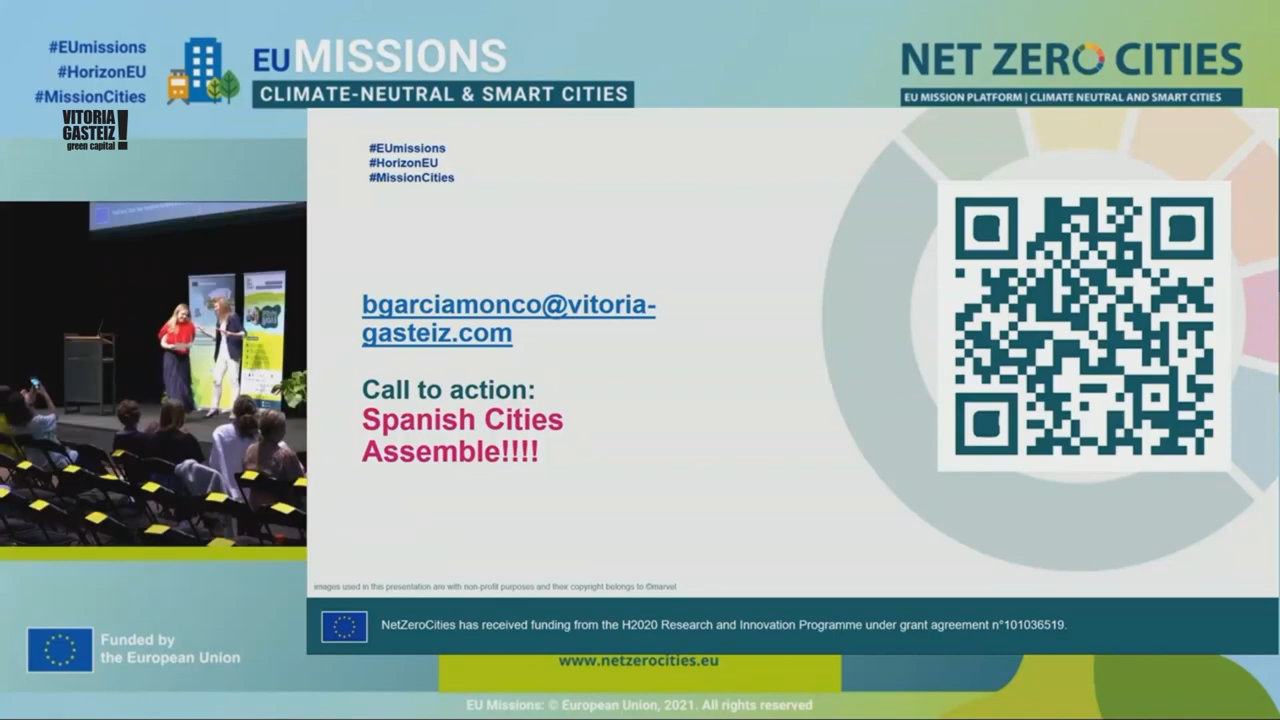 #EUmissions
#HorizonEU
#MissionCities
EU MISSIONS
CLIMATE-NEUTRAL & SMART CITIES
NET ZERO CITIES
EU MISSION PLATFORM | CLIMATE NEUTRAL AND SMART CITIES
VITORIA
GASTEIZ!
green capital
#EUmissions
#HorizonEU
#MissionCities
bgarciamonco@vitoria-
gasteiz.com
Call to action:
Spanish Cities
Assemble!!!!
images used in this presentation are with non-profit purposes and their copyright belongs to ©marvel
NetZeroCities has received funding from the H2020 Research and Innovation Programme under grant agreement n°101036519.
Funded by
the European Union
www.netzerocities.eu
EU Missions: © European Union, 2021. All rights reserved